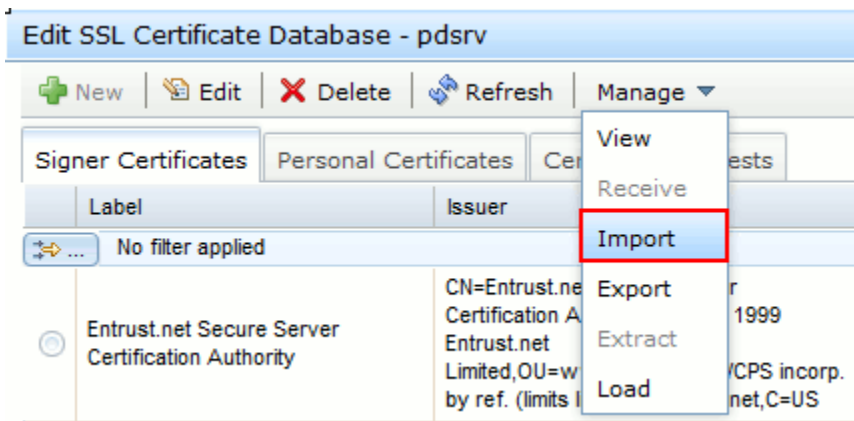 Edit SSL Certificate Database - pdsrv
New Edit Delete Refresh Manage
View
Signer Certificates Personal Certificates Cer ests
Receive
Label Issuer
Import
... No filter applied
CN=Entrust.ne Export r
Certification A 1999
Entrust.net Secure Server
Entrust.net Extract
Certification Authority
Limited,OU=w /CPS incorp.
Load
by ref. (limits l net,C=US